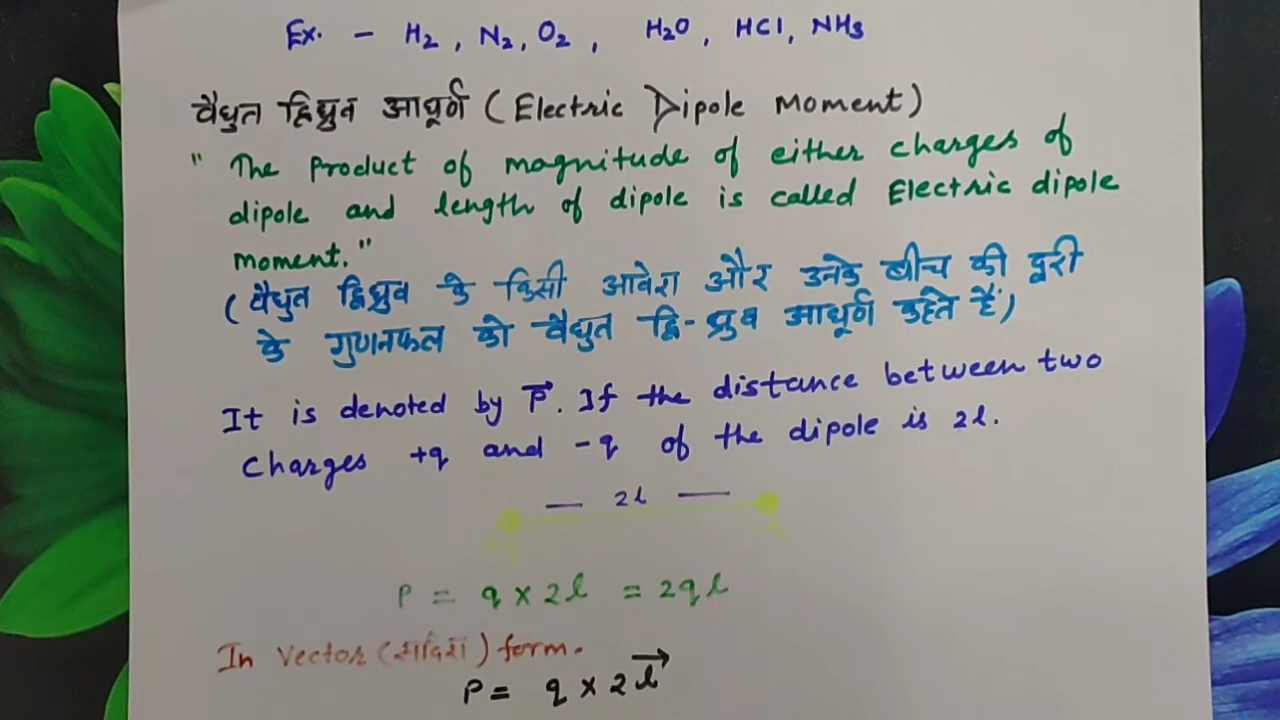 Ex. - H₂, N₂, O₂, H₂O, HCl, NH₃
वैद्युत द्विध्रुव आघूर्ण (Electric Dipole Moment)
" The Product of magnitude of either charges of
dipole and length of dipole is called Electric dipole
moment."
(वैद्युत द्विध्रुव के किसी आवेश और उनके बीच की दूरी
के गुणनफल को वैद्युत द्वि-ध्रुव आघूर्ण कहते हैं)
It is denoted by P⃗. If the distance between two
Charges +q and -q of the dipole is 2l.
— 2l —
P = q × 2l = 2ql
In Vector (सदिश) form.
P = q × 2l⃗